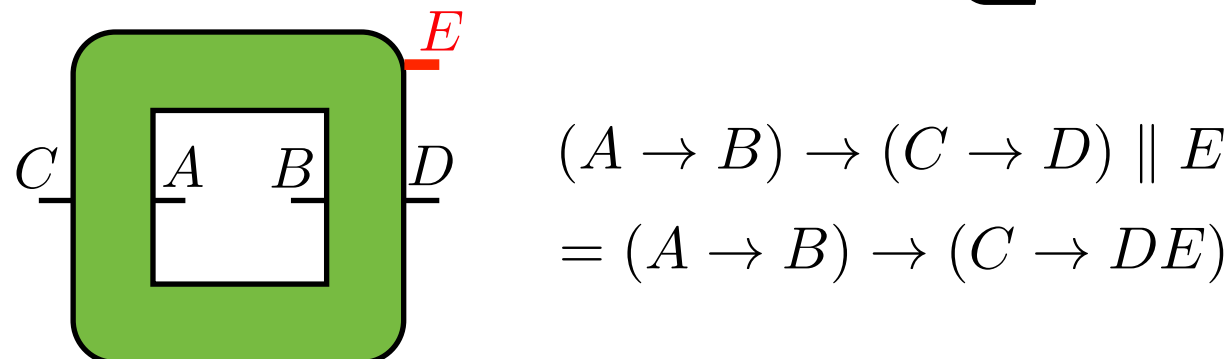 E
C A B D
(A → B) → (C → D) ∥ E
= (A → B) → (C → DE)